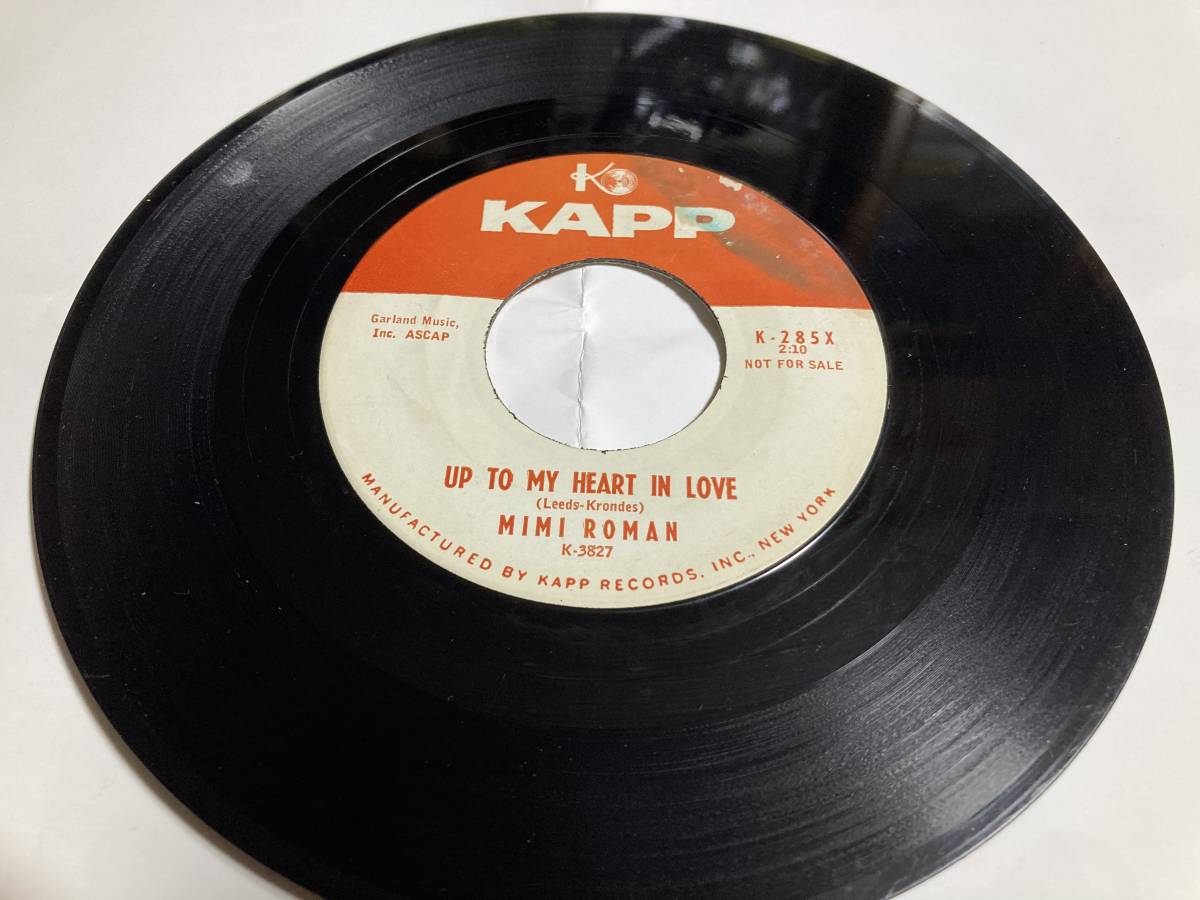 K
KAPP
Garland Music,
Inc. ASCAP
K-285X
2:10
NOT FOR SALE
UP TO MY HEART IN LOVE
(Leeds-Krondes)
MIMI ROMAN
K-3827
MANUFACTURED BY KAPP RECORDS, INC., NEW YORK